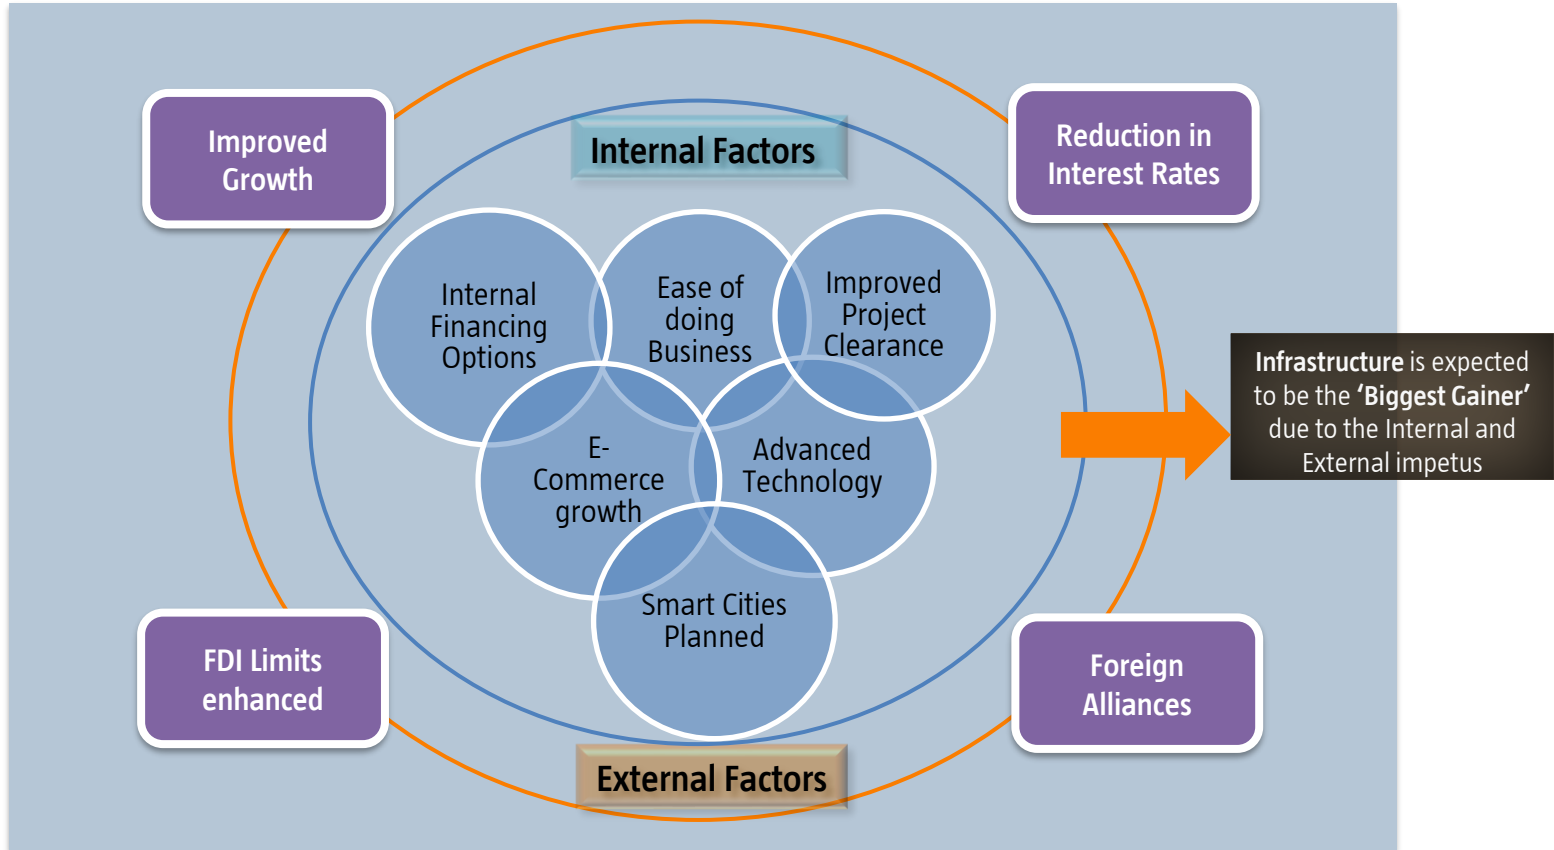 Improved
Growth
Internal Factors
Reduction in
Interest Rates
Internal
Financing
Options
Ease of
doing
Business
Improved
Project
Clearance
E-
Commerce
growth
Advanced
Technology
Smart Cities
Planned
Infrastructure is expected
to be the ‘Biggest Gainer’
due to the Internal and
External impetus
FDI Limits
enhanced
Foreign
Alliances
External Factors